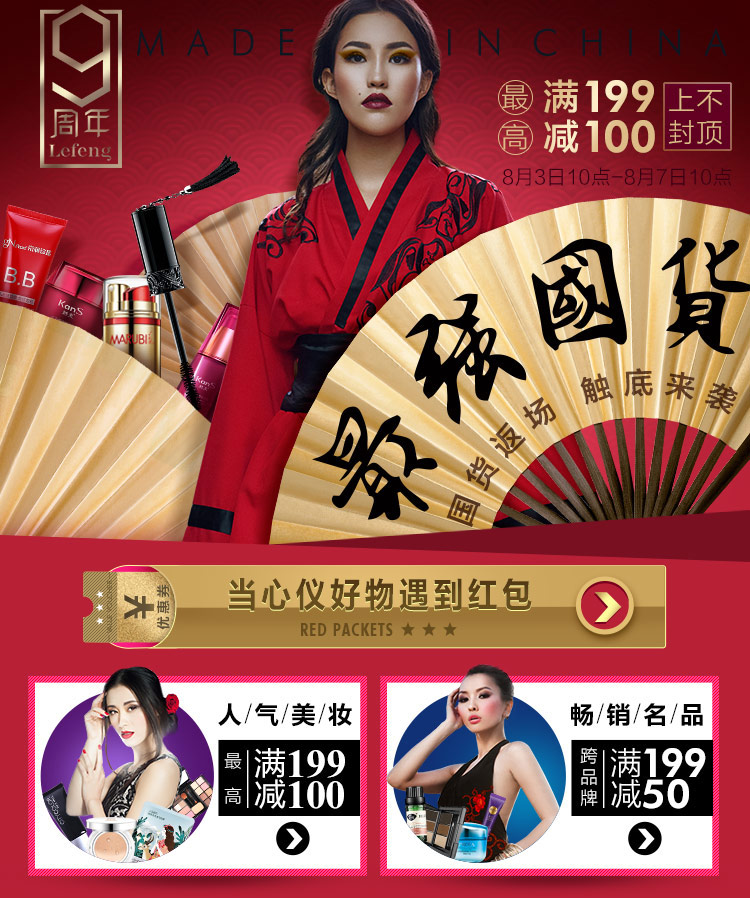 9
周年
Lefeng
MADE IN CHINA
最高
满199
减100
上不
封顶
8月3日10点-8月7日10点
B.B
KanS
MARUBI
KanS
最强國货
国货返场 触底来袭
¥
优惠券
当心仪好物遇到红包
RED PACKETS
人/气/美/妆
最高
满199
减100
畅/销/名/品
跨品牌
满199
减50